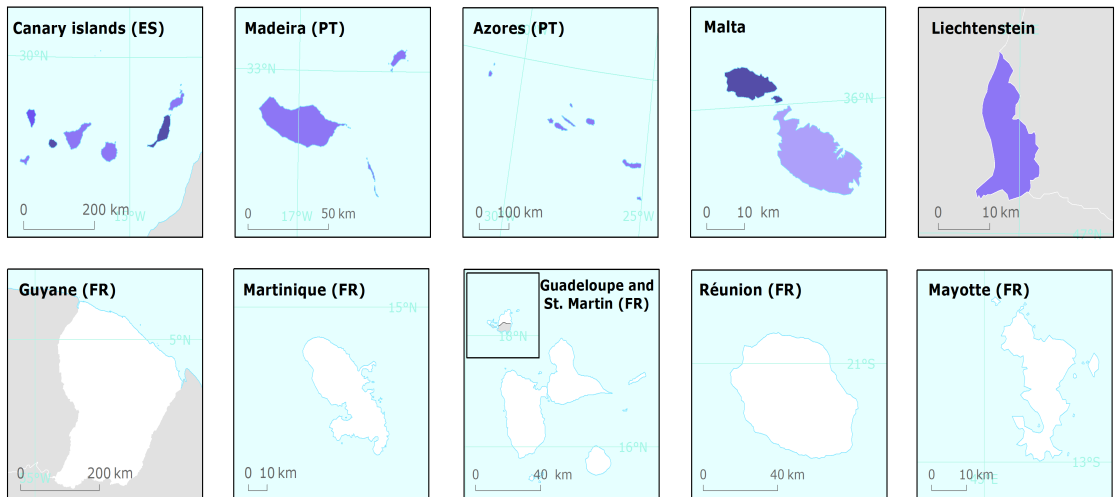 Canary islands (ES)
30°N
0 200 km
15°W
Madeira (PT)
33°N
0 50 km
17°W
Azores (PT)
0 100 km
30°W
25°W
Malta
36°N
0 10 km
Liechtenstein
0 10 km
Guyane (FR)
5°N
0 200 km
Martinique (FR)
15°N
0 10 km
Guadeloupe and
St. Martin (FR)
18°N
16°N
0 40 km
Réunion (FR)
21°S
0 40 km
Mayotte (FR)
13°S
0 10 km